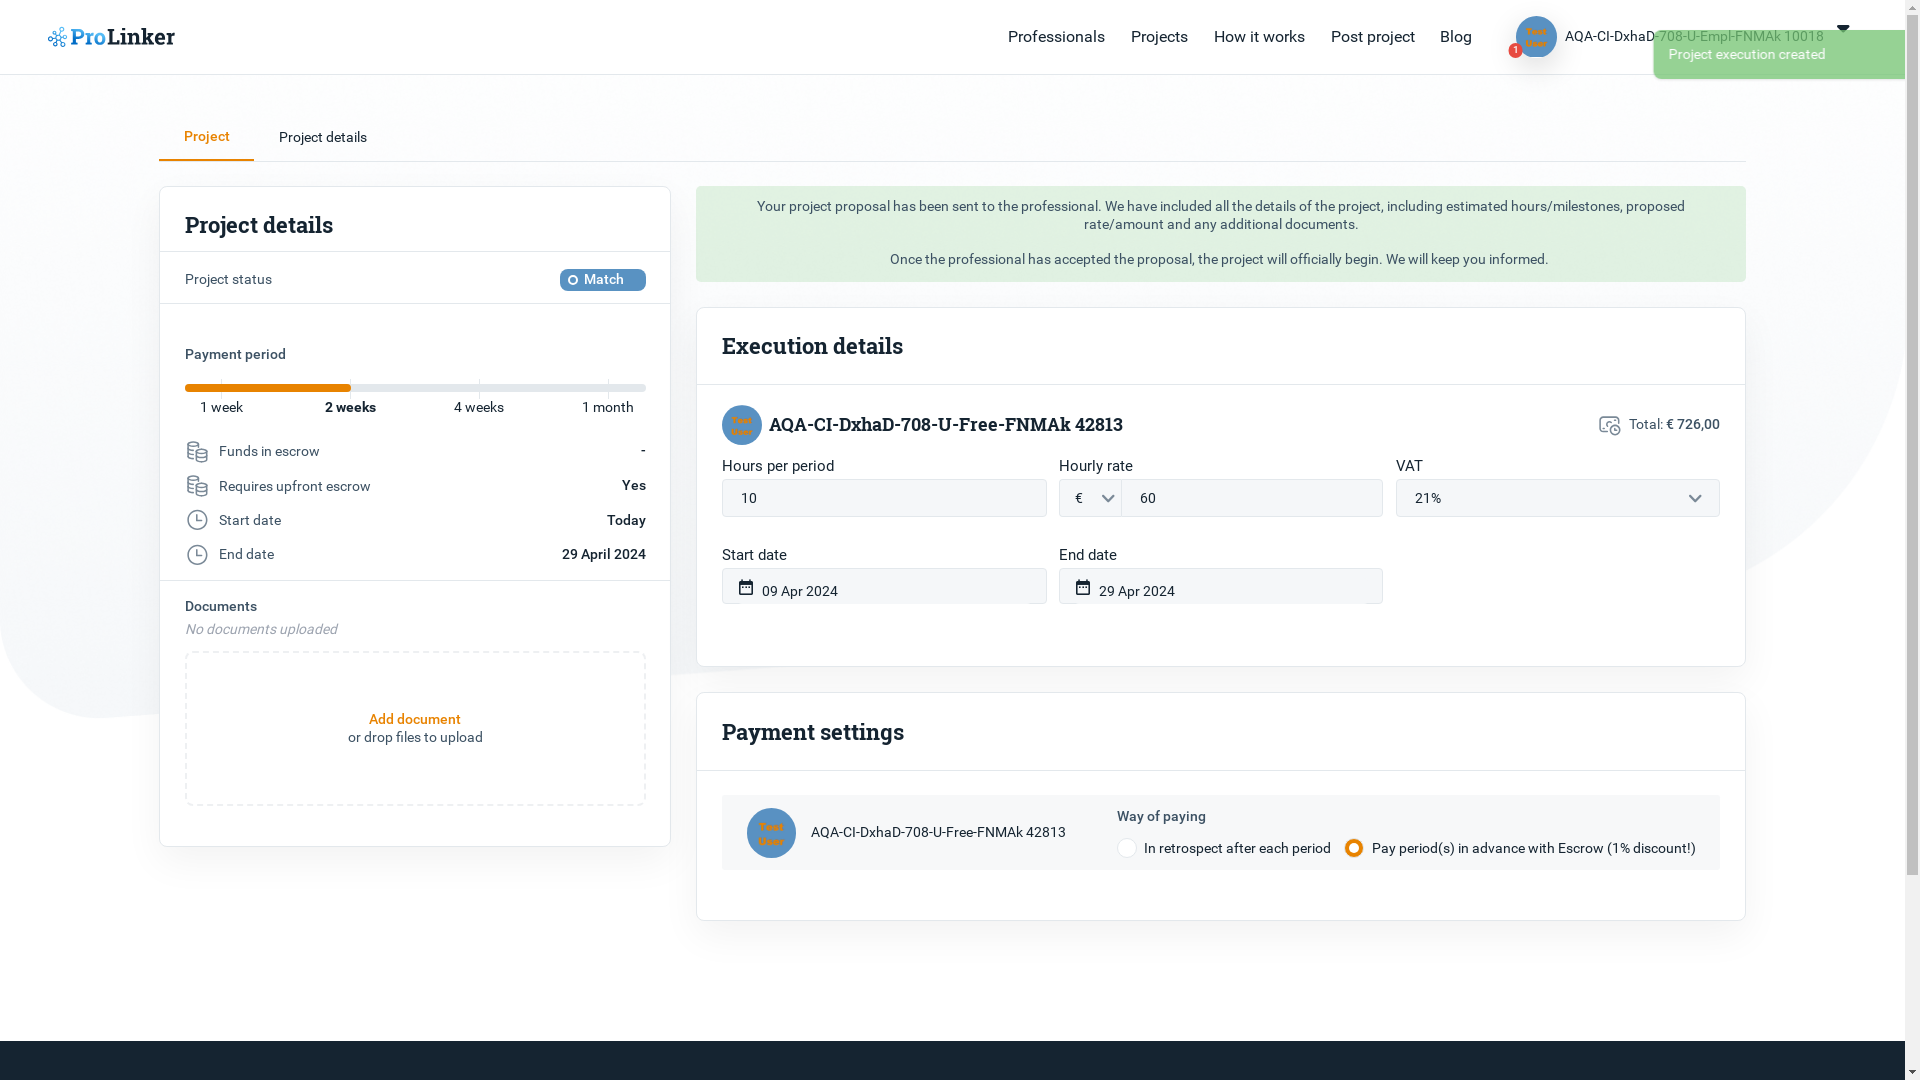 ProLinker
Professionals
Projects
How it works
Post project
Blog
Test
User
1
AQA-CI-DxhaD-708-U-Empl-FNMAk 10018
Project execution created
Project
Project details
Project details
Project status
Match
Payment period
1 week
2 weeks
4 weeks
1 month
Funds in escrow
-
Requires upfront escrow
Yes
Start date
Today
End date
29 April 2024
Documents
No documents uploaded
Add document
or drop files to upload
Your project proposal has been sent to the professional. We have included all the details of the project, including estimated hours/milestones, proposed
rate/amount and any additional documents.
Once the professional has accepted the proposal, the project will officially begin. We will keep you informed.
Execution details
Test
User
AQA-CI-DxhaD-708-U-Free-FNMAk 42813
Total: € 726,00
Hours per period
Hourly rate
VAT
10
€
60
21%
Start date
End date
09 Apr 2024
29 Apr 2024
Payment settings
Test
User
AQA-CI-DxhaD-708-U-Free-FNMAk 42813
Way of paying
In retrospect after each period
Pay period(s) in advance with Escrow (1% discount!)